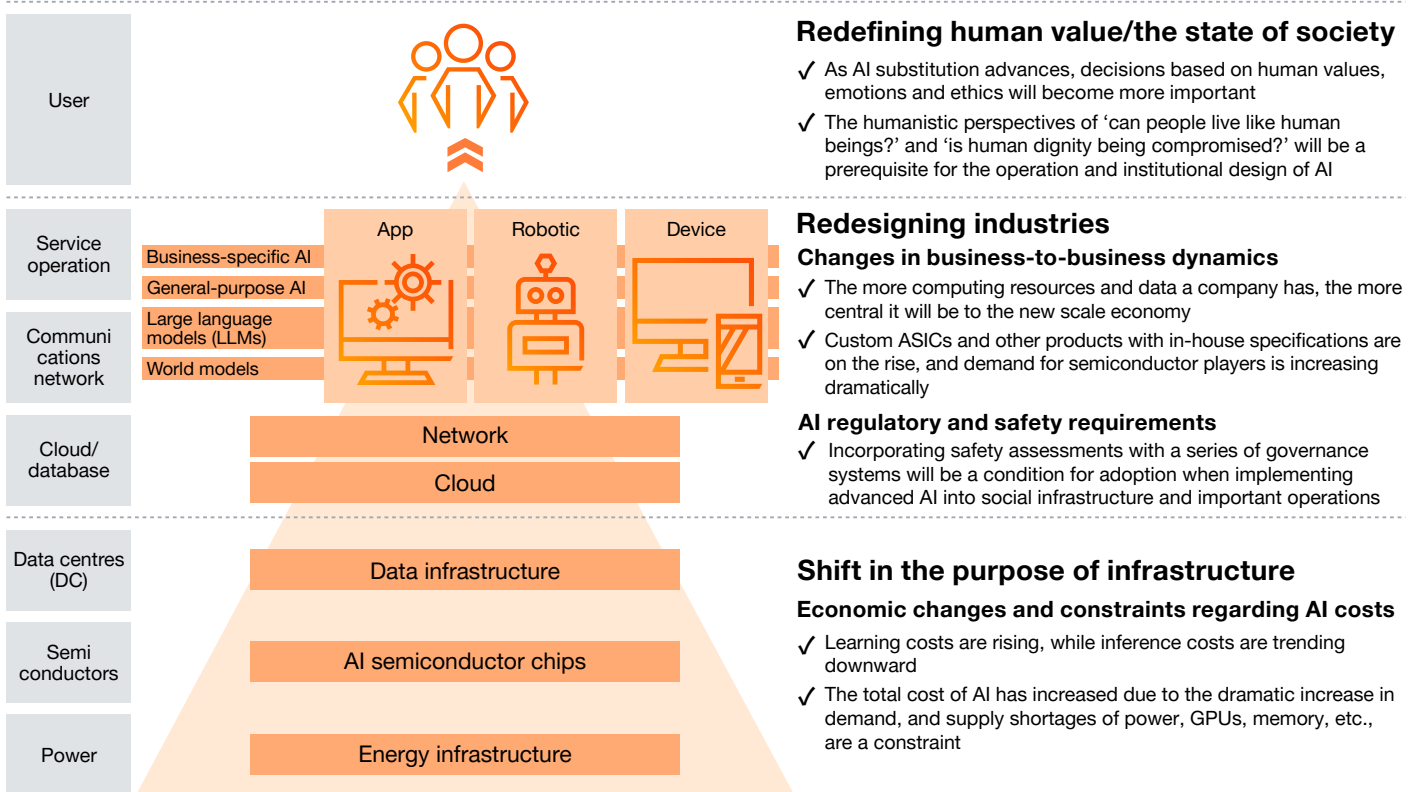 User
Redefining human value/the state of society
✓ As AI substitution advances, decisions based on human values,
emotions and ethics will become more important
✓ The humanistic perspectives of ‘can people live like human
beings?’ and ‘is human dignity being compromised?’ will be a
prerequisite for the operation and institutional design of AI
Service
operation
Communi
cations
network
Cloud/
database
Business-specific AI
General-purpose AI
Large language
models (LLMs)
World models
App
Robotic
Device
Network
Cloud
Redesigning industries
Changes in business-to-business dynamics
✓ The more computing resources and data a company has, the more
central it will be to the new scale economy
✓ Custom ASICs and other products with in-house specifications are
on the rise, and demand for semiconductor players is increasing
dramatically
AI regulatory and safety requirements
✓ Incorporating safety assessments with a series of governance
systems will be a condition for adoption when implementing
advanced AI into social infrastructure and important operations
Data centres
(DC)
Semi
conductors
Power
Data infrastructure
AI semiconductor chips
Energy infrastructure
Shift in the purpose of infrastructure
Economic changes and constraints regarding AI costs
✓ Learning costs are rising, while inference costs are trending
downward
✓ The total cost of AI has increased due to the dramatic increase in
demand, and supply shortages of power, GPUs, memory, etc.,
are a constraint